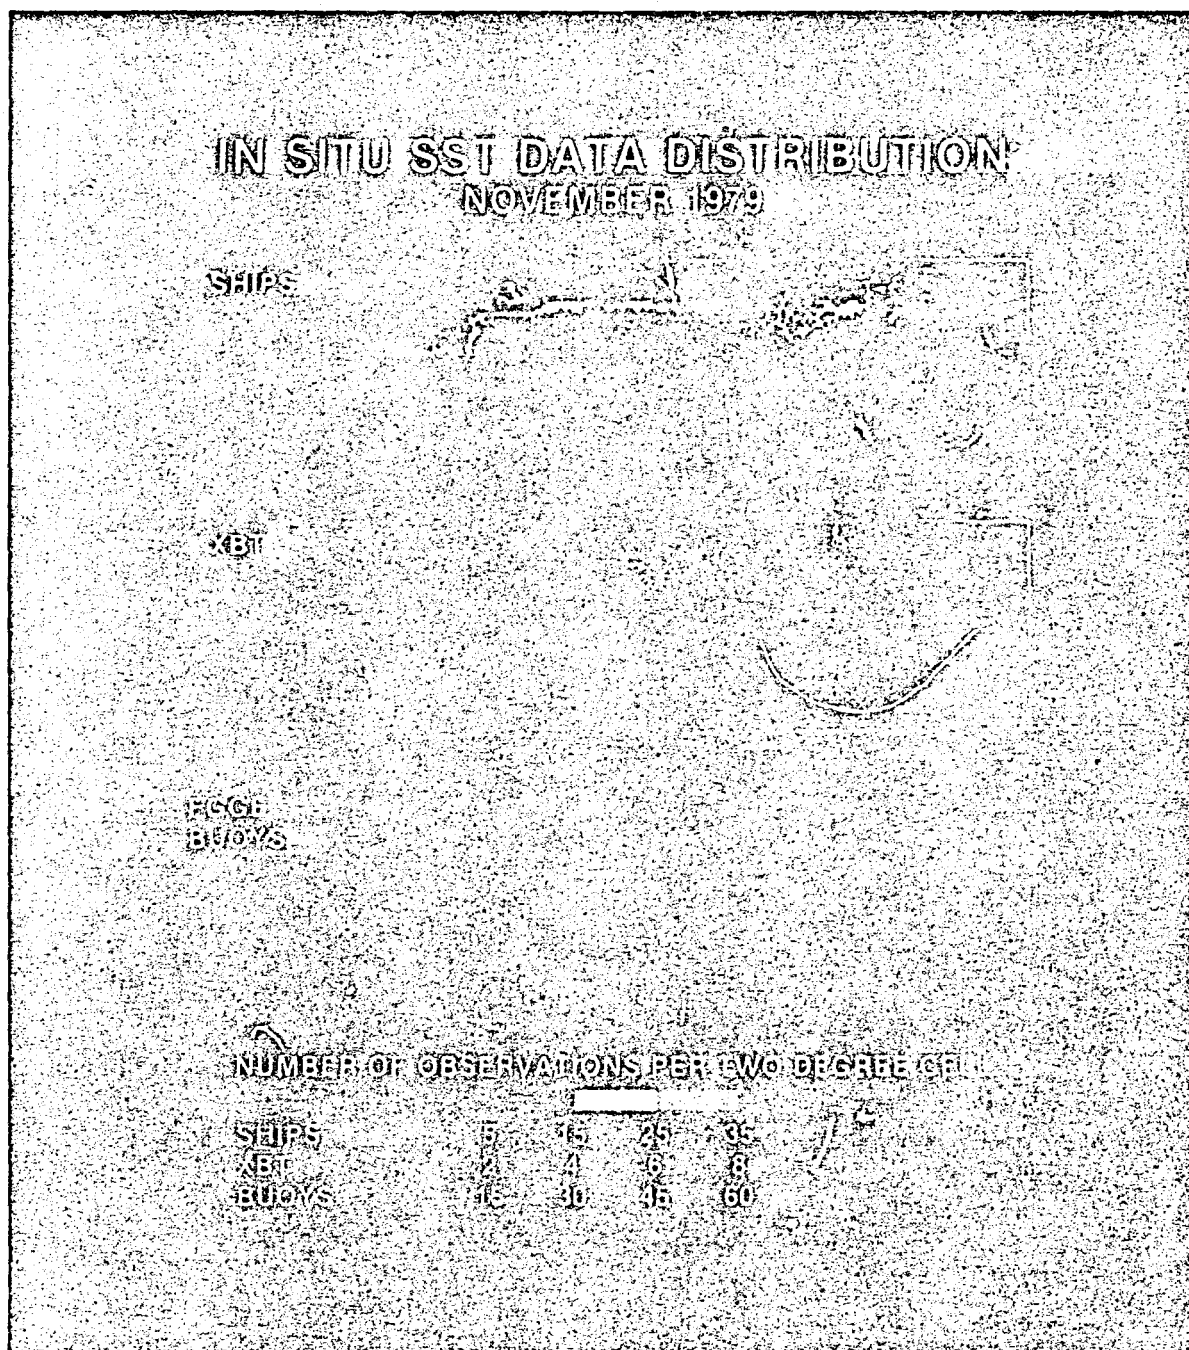 IN SITU SST DATA DISTRIBUTION
NOVEMBER 1979
SHIPS
XBT
FGGE
BUOYS
NUMBER OF OBSERVATIONS PER TWO DEGREE CELL
SHIPS 5 15 25 35
XBT 2 4 6 8
BUOYS 15 30 45 60